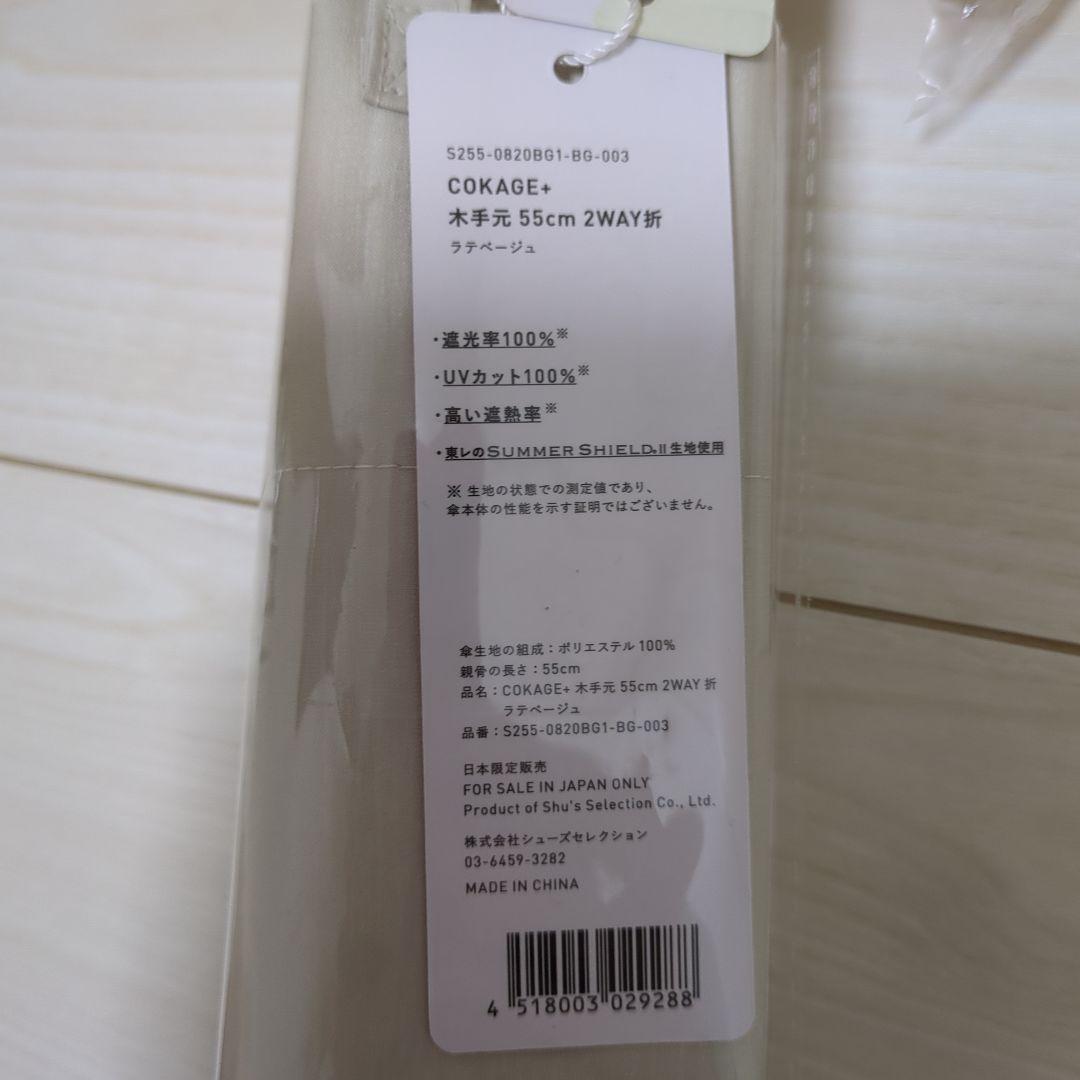 S255-0820BG1-BG-003
COKAGE+
木手元 55cm 2WAY折
ラテベージュ
・遮光率100%※
・UVカット100%※
・高い遮熱率※
・東レのSUMMER SHIELD®II生地使用
※ 生地の状態での測定値であり、
傘本体の性能を示す証明ではございません。
傘生地の組成：ポリエステル 100%
親骨の長さ：55cm
品名：COKAGE+ 木手元 55cm 2WAY 折
ラテベージュ
品番：S255-0820BG1-BG-003
日本限定販売
FOR SALE IN JAPAN ONLY
Product of Shu's Selection Co., Ltd.
株式会社シューズセレクション
03-6459-3282
MADE IN CHINA
4 518003 029288